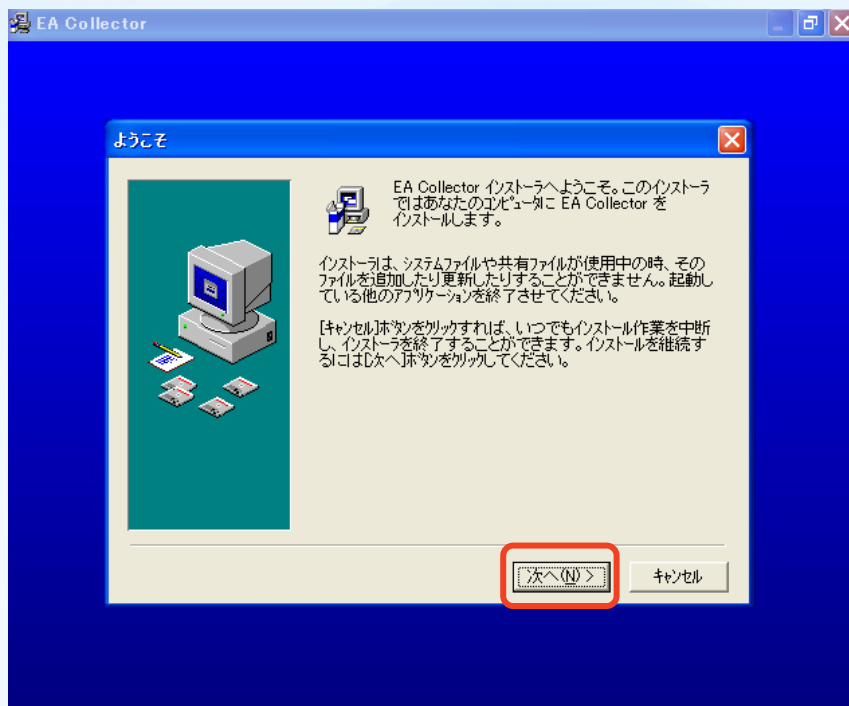 EA Collector
ようこそ
EA Collector インストーラへようこそ。このインストーラ
ではあなたのコンピュータに EA Collector を
インストールします。
インストーラは、システムファイルや共有ファイルが使用中の時、その
ファイルを追加したり更新したりすることができません。起動し
ている他のアプリケーションを終了させてください。
[キャンセル]ボタンをクリックすれば、いつでもインストール作業を中断
し、インストーラを終了することができます。インストールを継続す
るには[次へ]ボタンをクリックしてください。
次へ(N) >
キャンセル